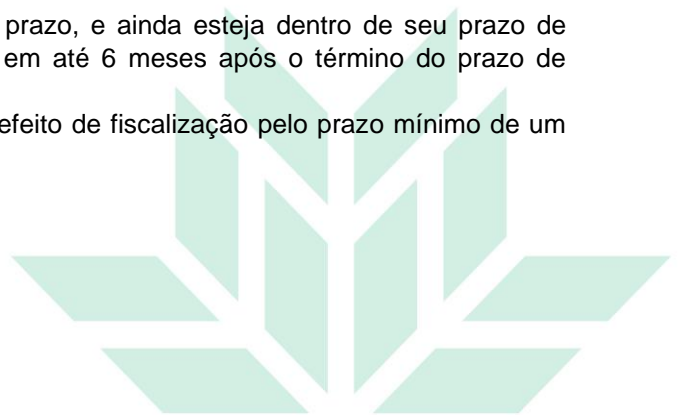 prazo, e ainda esteja dentro de seu prazo de
em até 6 meses após o término do prazo de
efeito de fiscalização pelo prazo mínimo de um